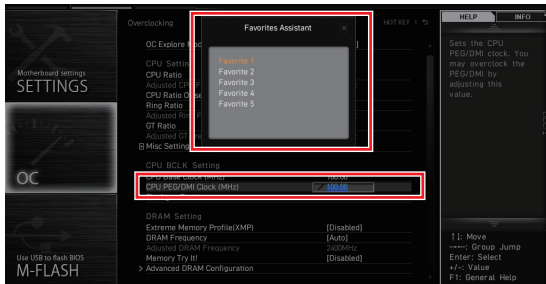 Overclocking
HOT KEY
HELP
INFO
Favorites Assistant
Favorite 1
Favorite 2
Favorite 3
Favorite 4
Favorite 5
OC Explore
CPU
CPU Ratio
Adjusted
CPU Ratio
Ring Ratio
Adjusted
GT Ratio
Adjusted GT
Misc
CPU BCLK Setting
CPU Base Clock (MHz) 100.00
CPU PEG/DMI Clock (MHz) 100.00
DRAM Setting
Extreme Memory Profile(XMP) [Disabled]
DRAM Frequency [Auto]
Adjusted DRAM Frequency 2400MHz
Memory Try It! [Disabled]
> Advanced DRAM Configuration
Motherboard settings
SETTINGS
OC
Use USB to flash BIOS
M-FLASH
Sets the CPU
PEG/DMI clock. You
may overclock the
PEG/DMI by
adjusting this
value.
↑↓: Move
→←: Group Jump
Enter: Select
+/-: Value
F1: General Help